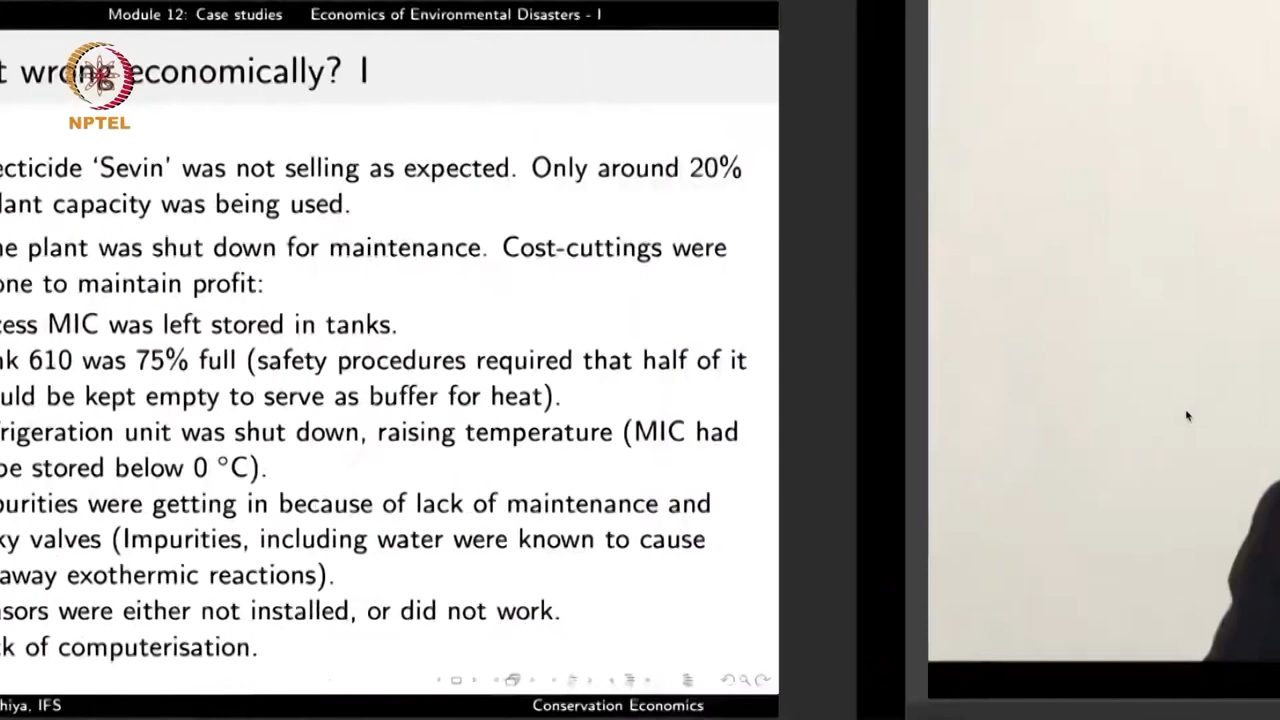 Module 12: Case studies Economics of Environmental Disasters - I
t wrong economically? I
NPTEL
ecticide ‘Sevin’ was not selling as expected. Only around 20%
lant capacity was being used.
ne plant was shut down for maintenance. Cost-cuttings were
one to maintain profit:
cess MIC was left stored in tanks.
nk 610 was 75% full (safety procedures required that half of it
uld be kept empty to serve as buffer for heat).
rigeration unit was shut down, raising temperature (MIC had
be stored below 0 °C).
purities were getting in because of lack of maintenance and
ky valves (Impurities, including water were known to cause
away exothermic reactions).
nsors were either not installed, or did not work.
ck of computerisation.
hiya, IFS Conservation Economics